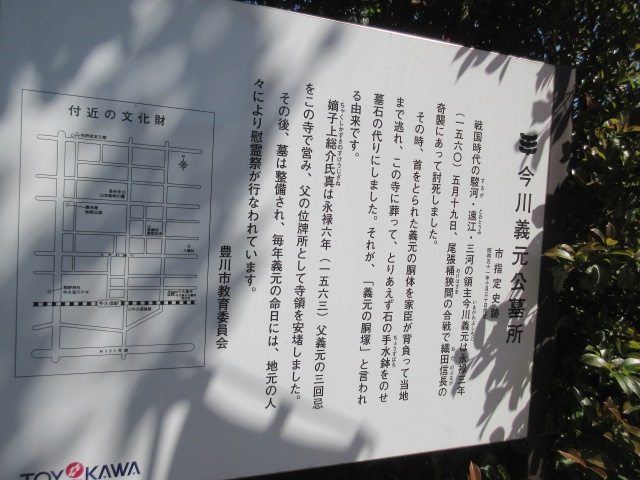 今川義元公墓所
市指定史跡
戦国時代の駿河・遠江・三河の領主今川義元は永禄三年
（一五六〇）五月十九日、尾張桶狭間の合戦で織田信長の
奇襲にあって討死しました。
その時、首をとられた義元の胴体を家臣が背負って当地
まで逃れ、この寺に葬って、とりあえず石の手水鉢をのせ
墓石の代りにしました。それが、「義元の胴塚」と言われ
る由来です。
嫡子上総介氏真は永禄六年（一五六三）父義元の三回忌
をこの寺で営み、父の位牌所として寺領を安堵しました。
その後、墓は整備され、毎年義元の命日には、地元の人
々により慰霊祭が行なわれています。
豊川市教育委員会
付近の文化財
牛久保駅
TOYOKAWA